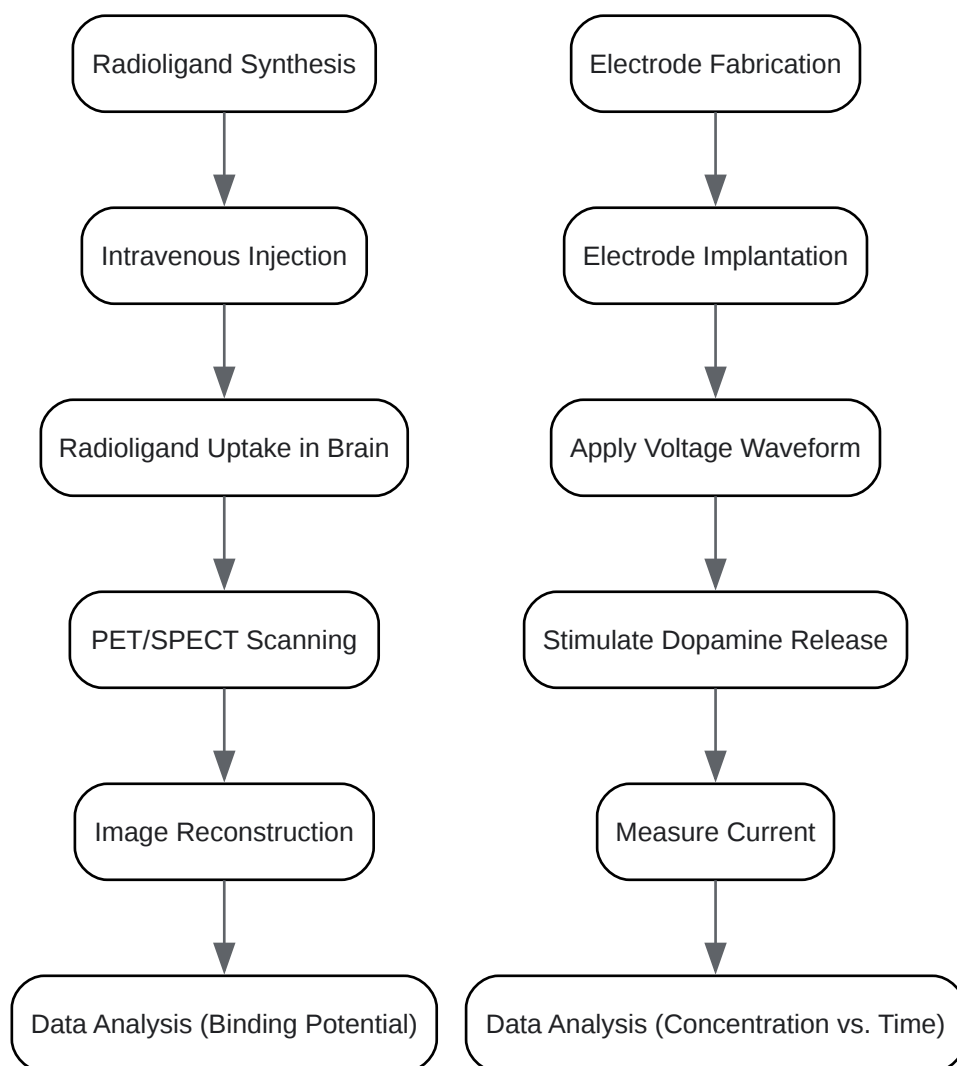 Radioligand Synthesis
Intravenous Injection
Radioligand Uptake in Brain
PET/SPECT Scanning
Image Reconstruction
Data Analysis (Binding Potential)
Electrode Fabrication
Electrode Implantation
Apply Voltage Waveform
Stimulate Dopamine Release
Measure Current
Data Analysis (Concentration vs. Time)